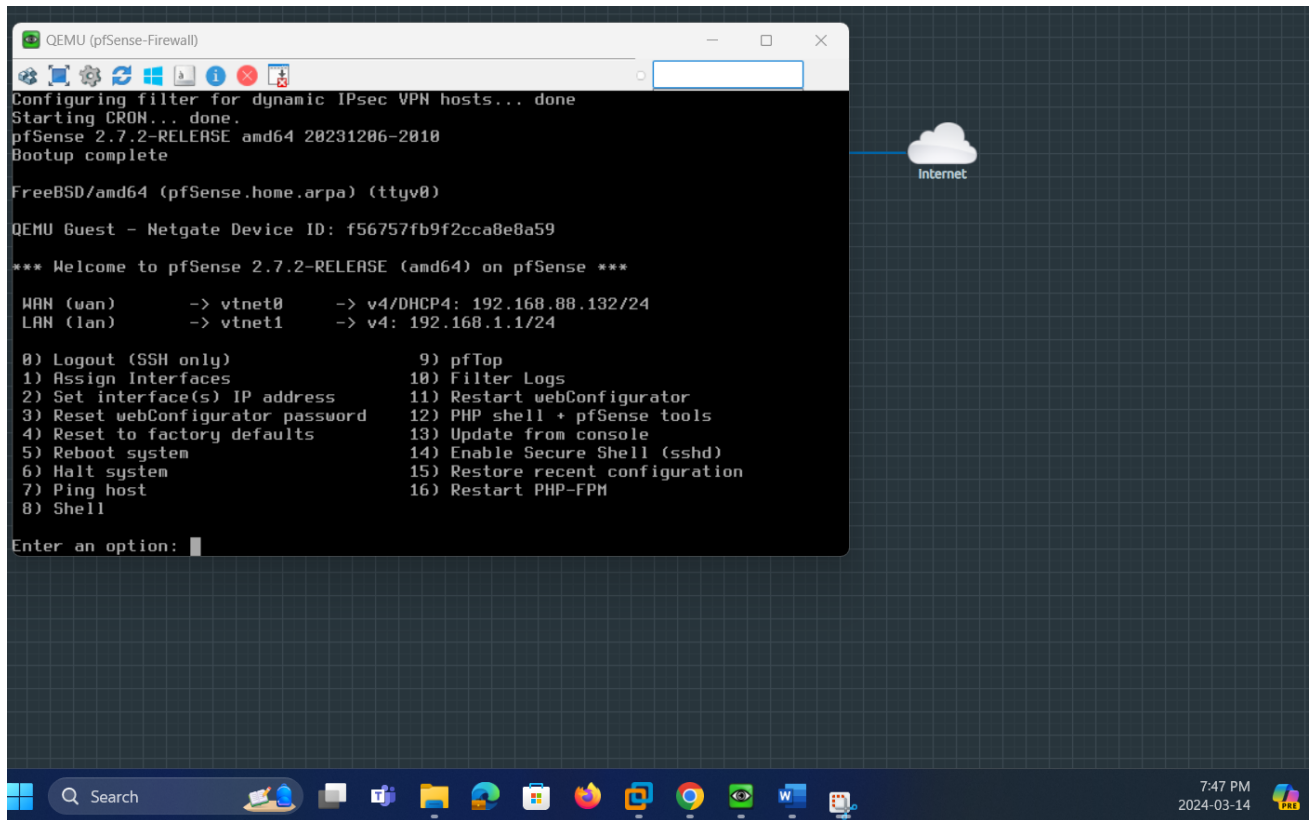 QEMU (pfSense-Firewall)
Configuring filter for dynamic IPsec VPN hosts... done
Starting CRON... done.
pfSense 2.7.2-RELEASE amd64 20231206-2010
Bootup complete
FreeBSD/amd64 (pfSense.home.arpa) (ttyv0)
QEMU Guest - Netgate Device ID: f56757fb9f2cca8e8a59
*** Welcome to pfSense 2.7.2-RELEASE (amd64) on pfSense ***
WAN (wan) -> vtnet0 -> v4/DHCP4: 192.168.88.132/24
LAN (lan) -> vtnet1 -> v4: 192.168.1.1/24
0) Logout (SSH only) 9) pfTop
1) Assign Interfaces 10) Filter Logs
2) Set interface(s) IP address 11) Restart webConfigurator
3) Reset webConfigurator password 12) PHP shell + pfSense tools
4) Reset to factory defaults 13) Update from console
5) Reboot system 14) Enable Secure Shell (sshd)
6) Halt system 15) Restore recent configuration
7) Ping host 16) Restart PHP-FPM
8) Shell
Enter an option:
Internet
Search
7:47 PM
2024-03-14
PRE